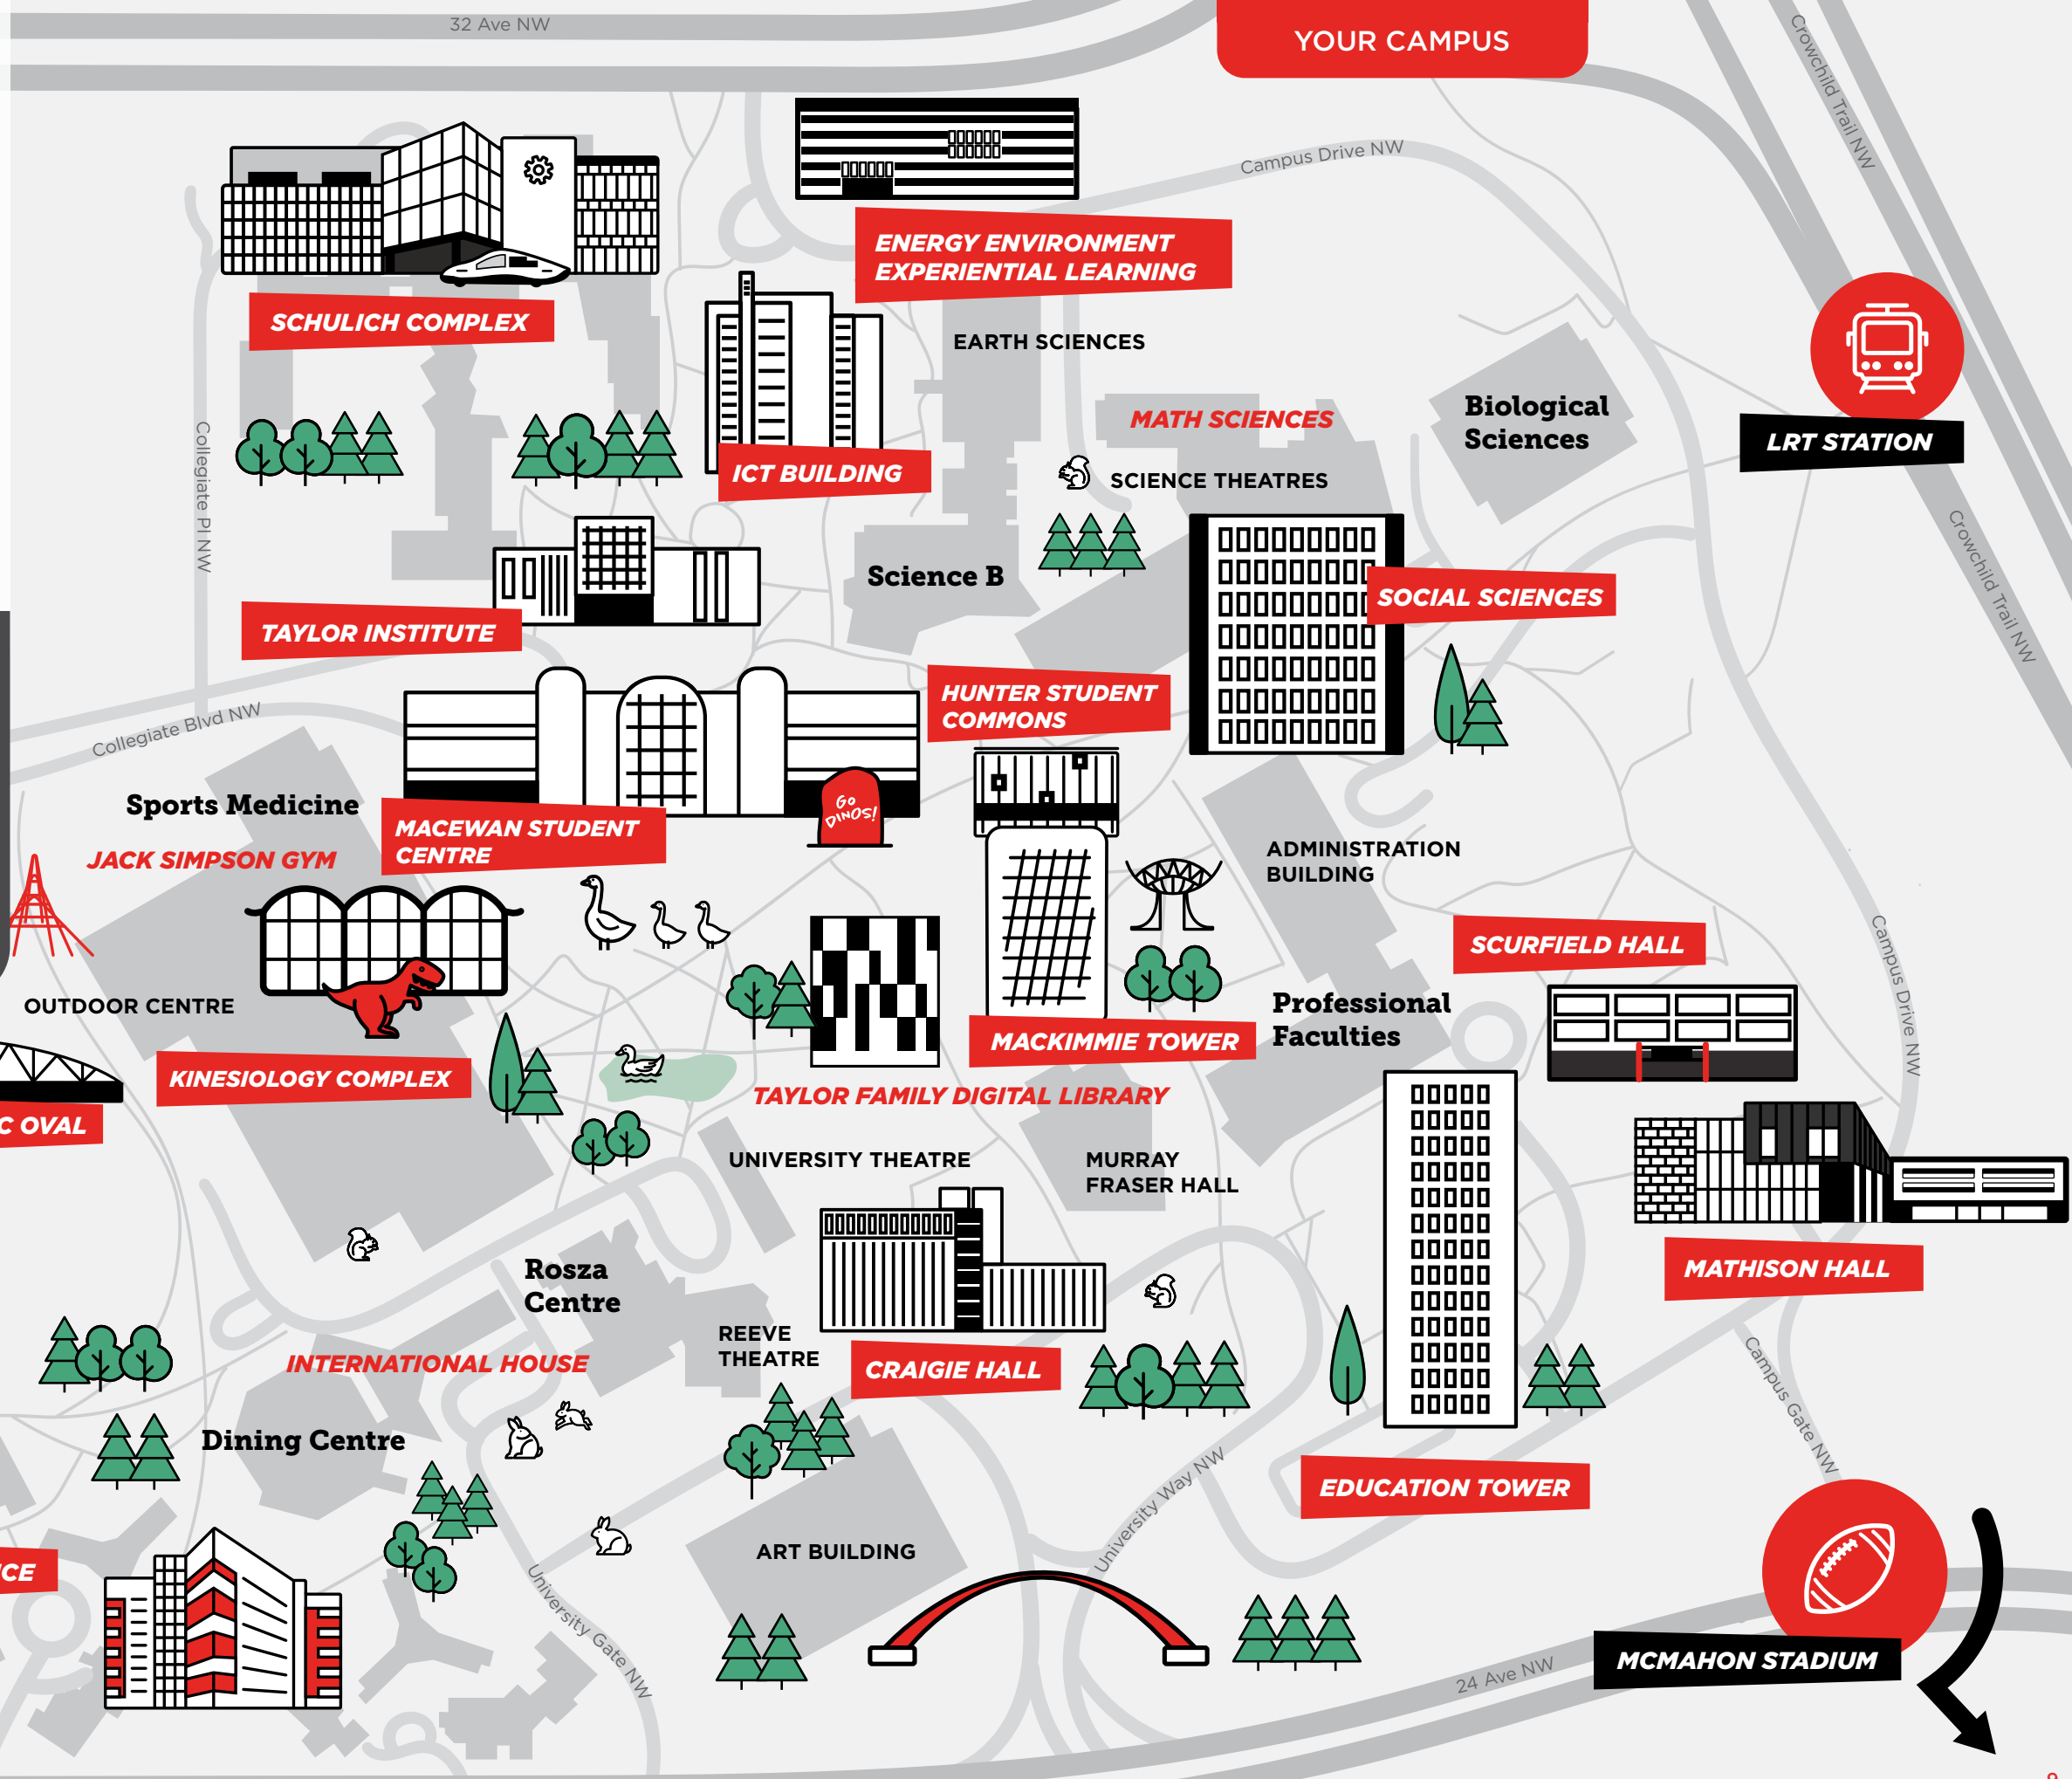 32 Ave NW
YOUR CAMPUS
Crowchild Trail NW
Campus Drive NW
ENERGY ENVIRONMENT
EXPERIENTIAL LEARNING
SCHULICH COMPLEX
EARTH SCIENCES
MATH SCIENCES
Biological
Sciences
LRT STATION
ICT BUILDING
SCIENCE THEATRES
Collegiate Pl NW
Science B
SOCIAL SCIENCES
Crowchild Trail NW
TAYLOR INSTITUTE
HUNTER STUDENT
COMMONS
Collegiate Blvd NW
Sports Medicine
GO
DINOS!
MACEWAN STUDENT
CENTRE
JACK SIMPSON GYM
ADMINISTRATION
BUILDING
SCURFIELD HALL
Campus Drive NW
OUTDOOR CENTRE
Professional
Faculties
MACKIMMIE TOWER
KINESIOLOGY COMPLEX
TAYLOR FAMILY DIGITAL LIBRARY
C OVAL
UNIVERSITY THEATRE
MURRAY
FRASER HALL
MATHISON HALL
Rosza
Centre
REEVE
THEATRE
INTERNATIONAL HOUSE
CRAIGIE HALL
Campus Gate NW
Dining Centre
EDUCATION TOWER
University Way NW
ART BUILDING
CE
University Gate NW
MCMAHON STADIUM
24 Ave NW